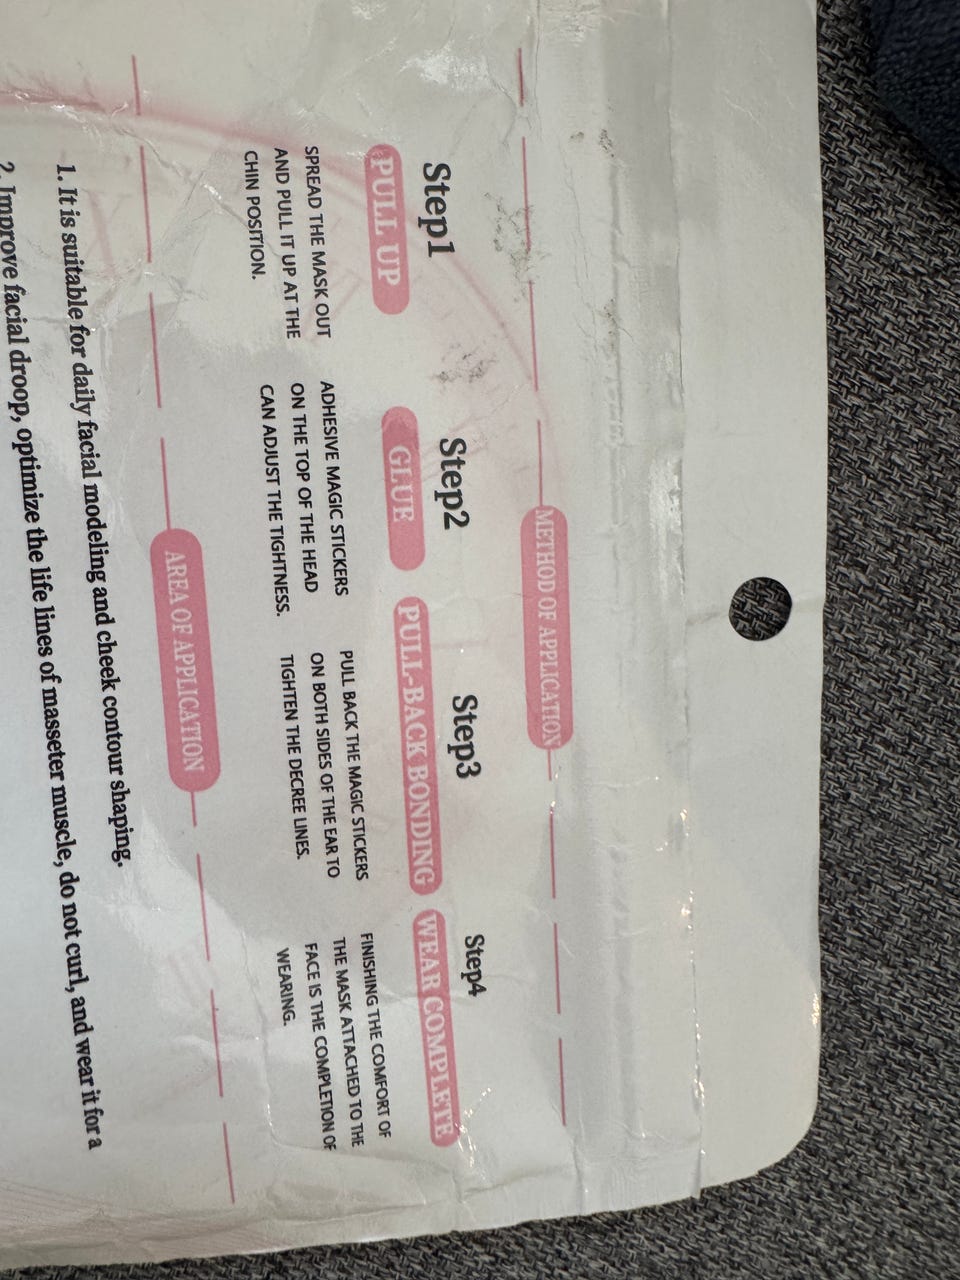 METHOD OF APPLICATION
Step1
PULL UP
SPREAD THE MASK OUT
AND PULL IT UP AT THE
CHIN POSITION.
Step2
GLUE
ADHESIVE MAGIC STICKERS
ON THE TOP OF THE HEAD
CAN ADJUST THE TIGHTNESS.
Step3
PULL-BACK BONDING
PULL BACK THE MAGIC STICKERS
ON BOTH SIDES OF THE EAR TO
TIGHTEN THE DECREE LINES.
Step4
WEAR COMPLETE
FINISHING THE COMFORT OF
THE MASK ATTACHED TO THE
FACE IS THE COMPLETION OF
WEARING.
AREA OF APPLICATION
1. It is suitable for daily facial modeling and cheek contour shaping.
2. Improve facial droop, optimize the life lines of masseter muscle, do not curl, and wear it for a